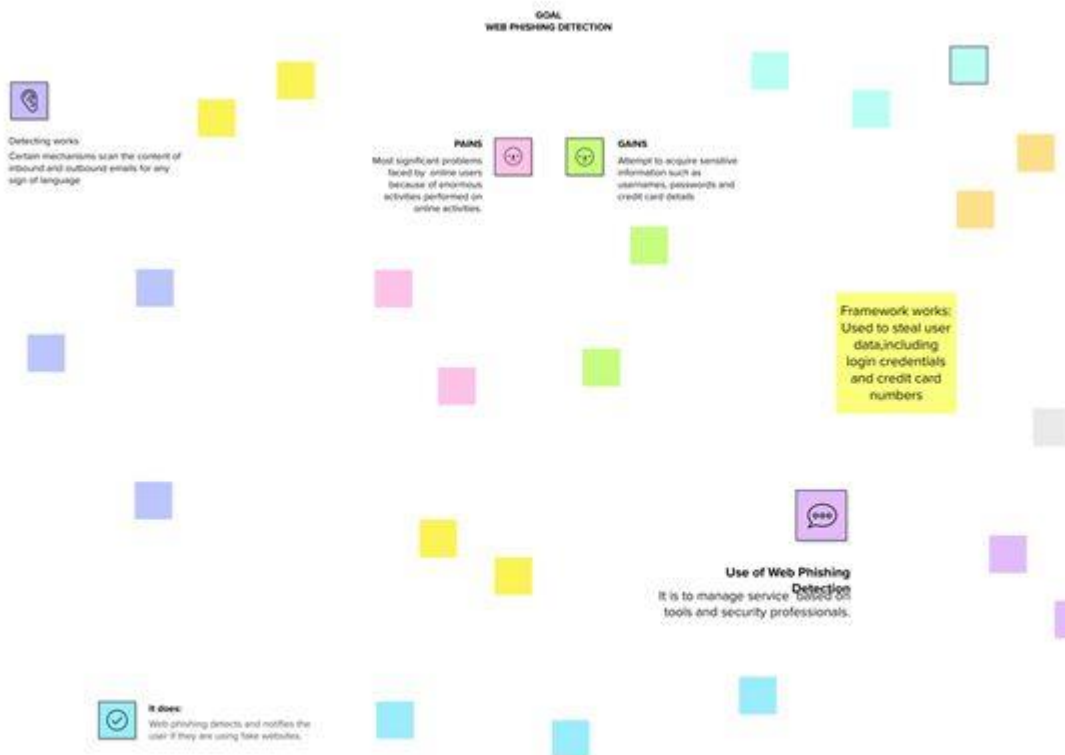 GOAL
WEB PHISHING DETECTION
Detecting works
Certain mechanisms scan the content of
inbound and outbound emails for any
sign of language
PAINS
Most significant problems
faced by online users
because of enormous
activities performed on
online activities.
GAINS
Attempt to acquire sensitive
information such as
usernames, passwords and
credit card details
Framework works:
Used to steal user
data,including
login credentials
and credit card
numbers
Use of Web Phishing
Detection
It is to manage service based on
tools and security professionals.
It does:
Web phishing detects and notifies the
user if they are using fake websites.